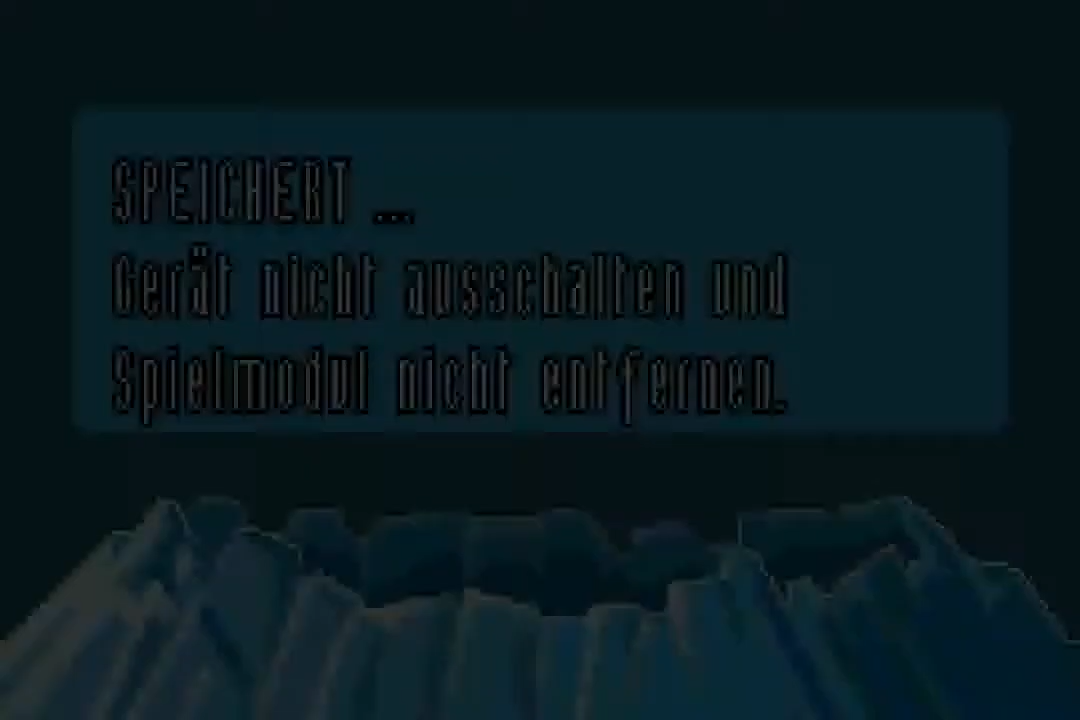 SPEICHERT ...
Gerät nicht ausschalten und
Spielmodul nicht entfernen.